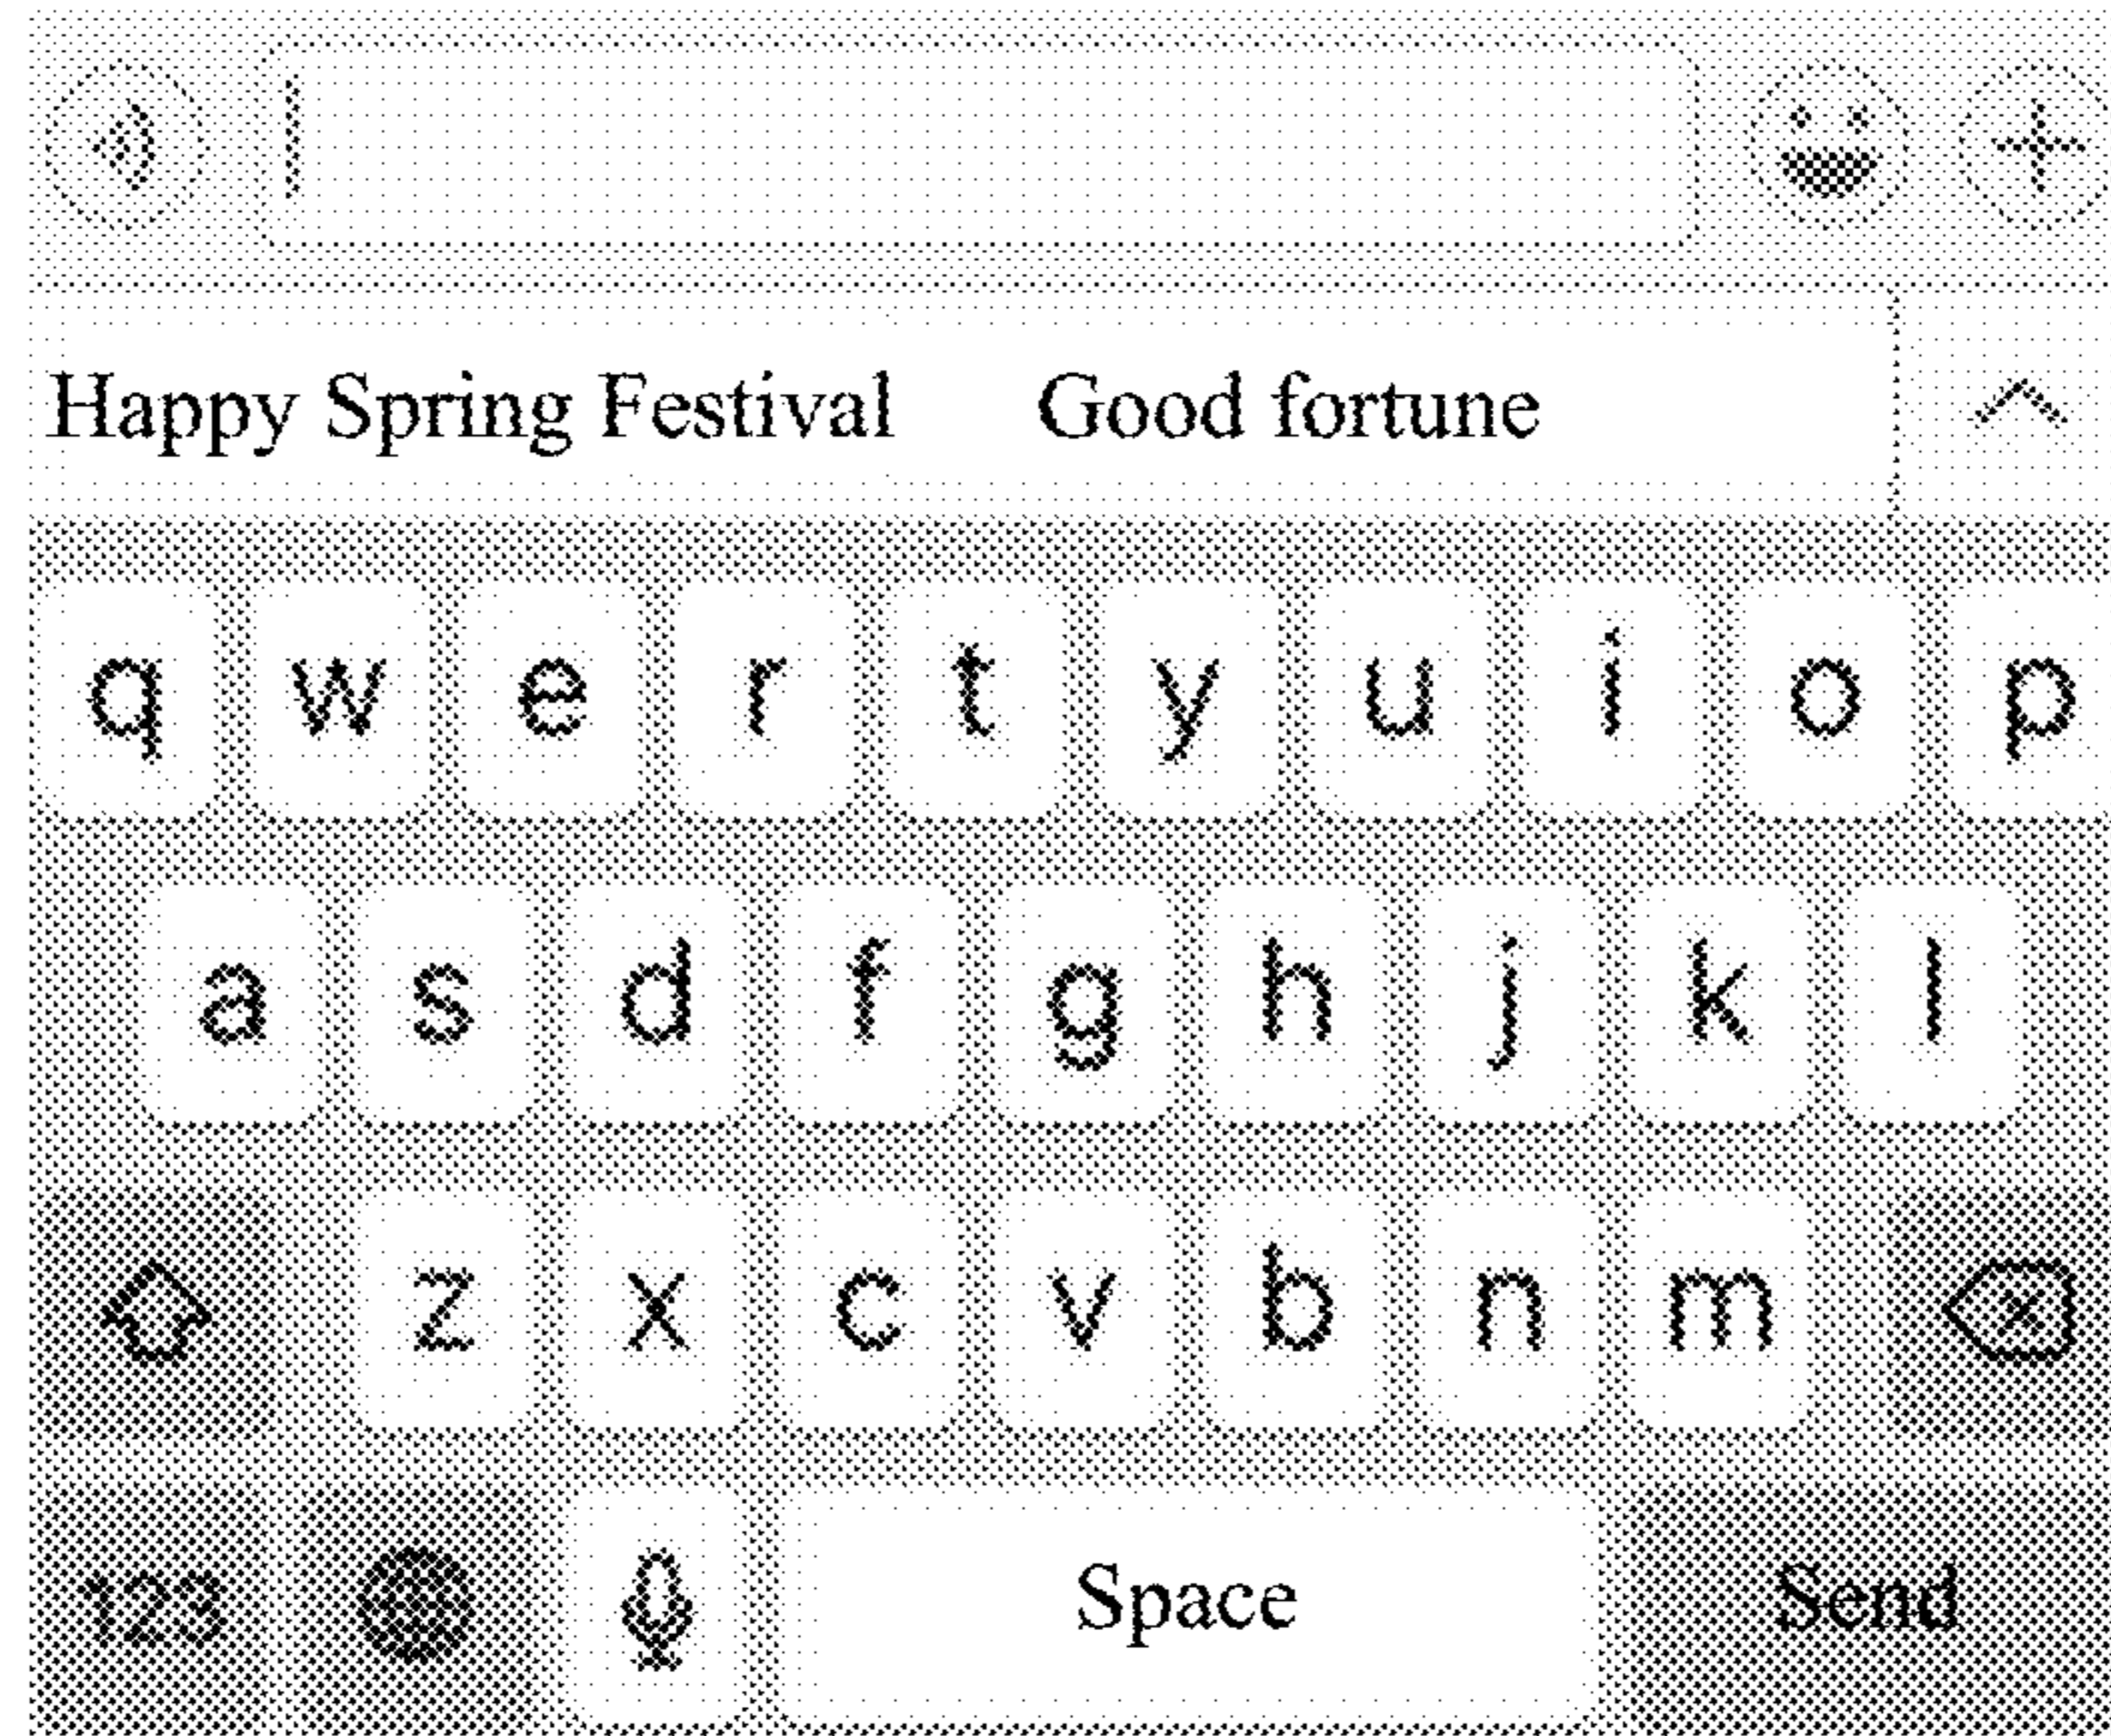 Happy Spring Festival Good fortune
q w e r t y u i o p
a s d f g h j k l
z x c v b n m
123 Space Send